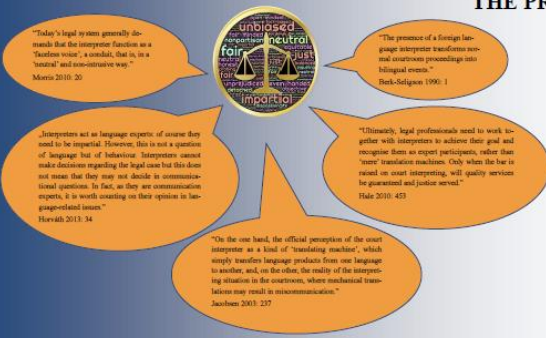 THE PR
"Today's legal system generally de-
mands that the interpreter function as a
'faceless voice', a conduit, that is, in a
'neutral' and non-intrusive way."
Morris 2010: 20
unbiased
nonpartisan
fair
just
equitable
neutral
fair
unprejudiced
evenhanded
detached
objective
impartial
"The presence of a foreign lan-
guage interpreter transforms nor-
mal courtroom proceedings into
bilingual events."
Berk-Seligson 1990: 1
„Interpreters act as language experts: of course they
need to be impartial. However, this is not a question
of language but of behaviour. Interpreters cannot
make decisions regarding the legal case but this does
not mean that they may not decide in communica-
tional questions. In fact, as they are communication
experts, it is worth counting on their opinion in lan-
guage-related issues."
Horváth 2013: 34
"Ultimately, legal professionals need to work to-
gether with interpreters to achieve their goal and
recognise them as expert participants, rather than
'mere' translation machines. Only when the bar is
raised on court interpreting, will quality services
be guaranteed and justice served."
Hale 2010: 453
"On the one hand, the official perception of the court
interpreter as a kind of 'translating machine', which
simply transfers language products from one language
to another, and, on the other, the reality of the interpret-
ing situation in the courtroom, where mechanical trans-
lations may result in miscommunication."
Jacobsen 2003: 237